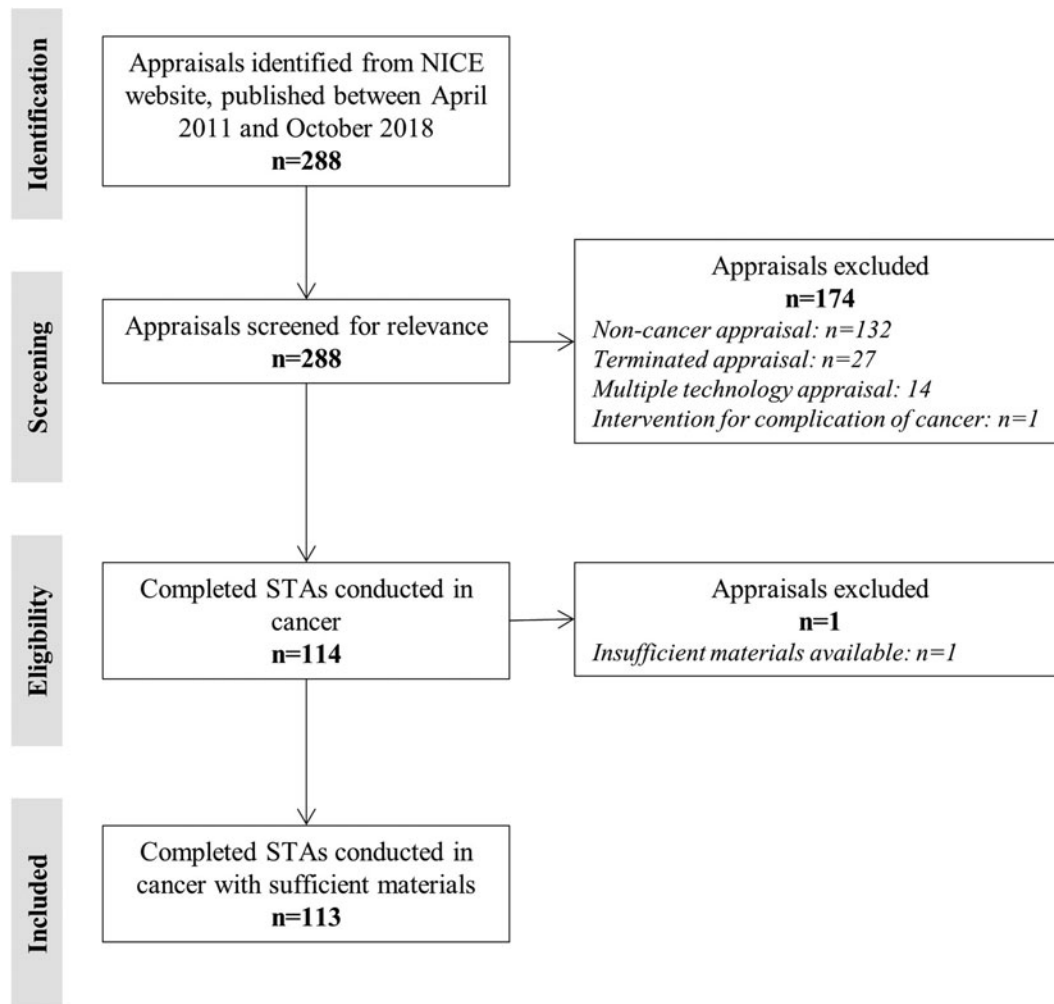 Identification
Appraisals identified from NICE
website, published between April
2011 and October 2018
n=288
Screening
Appraisals screened for relevance
n=288
Appraisals excluded
n=174
Non-cancer appraisal: n=132
Terminated appraisal: n=27
Multiple technology appraisal: 14
Intervention for complication of cancer: n=1
Eligibility
Completed STAs conducted in
cancer
n=114
Appraisals excluded
n=1
Insufficient materials available: n=1
Included
Completed STAs conducted in
cancer with sufficient materials
n=113